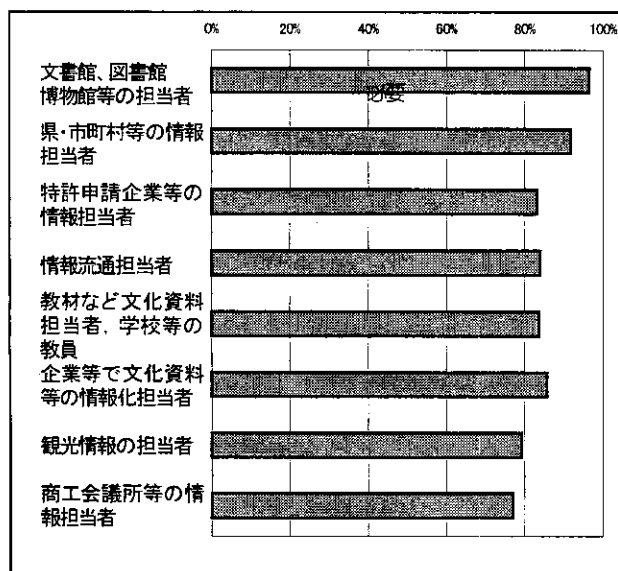 0% 20% 40% 60% 80% 100%
文書館、図書館
博物館等の担当者
必要
県・市町村等の情報
担当者
特許申請企業等の
情報担当者
情報流通担当者
教材など文化資料
担当者、学校等の
教員
企業等で文化資料
等の情報化担当者
観光情報の担当者
商工会議所等の情
報担当者